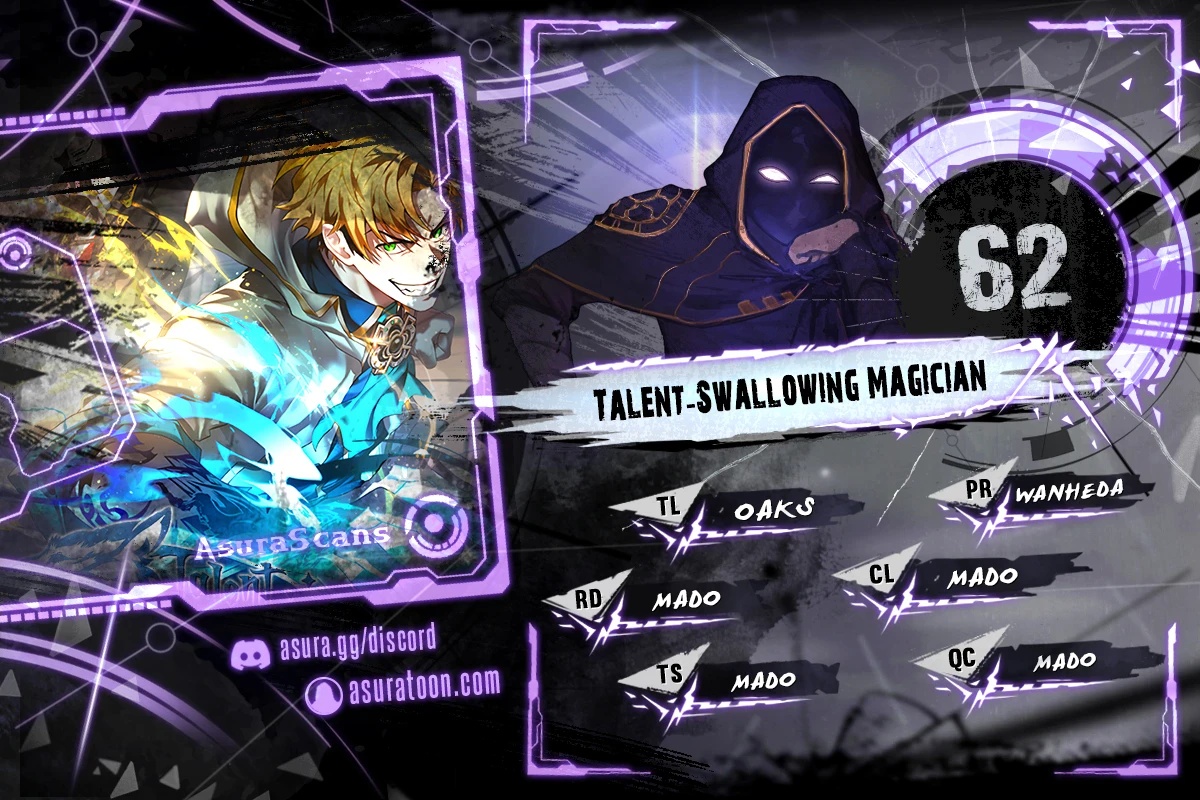 62
TALENT-SWALLOWING MAGICIAN
TL OAKS
PR WANHEDA
RD MADO
CL MADO
TS MADO
QC MADO
AsuraScans
Talent
asura.gg/discord
asuratoon.com